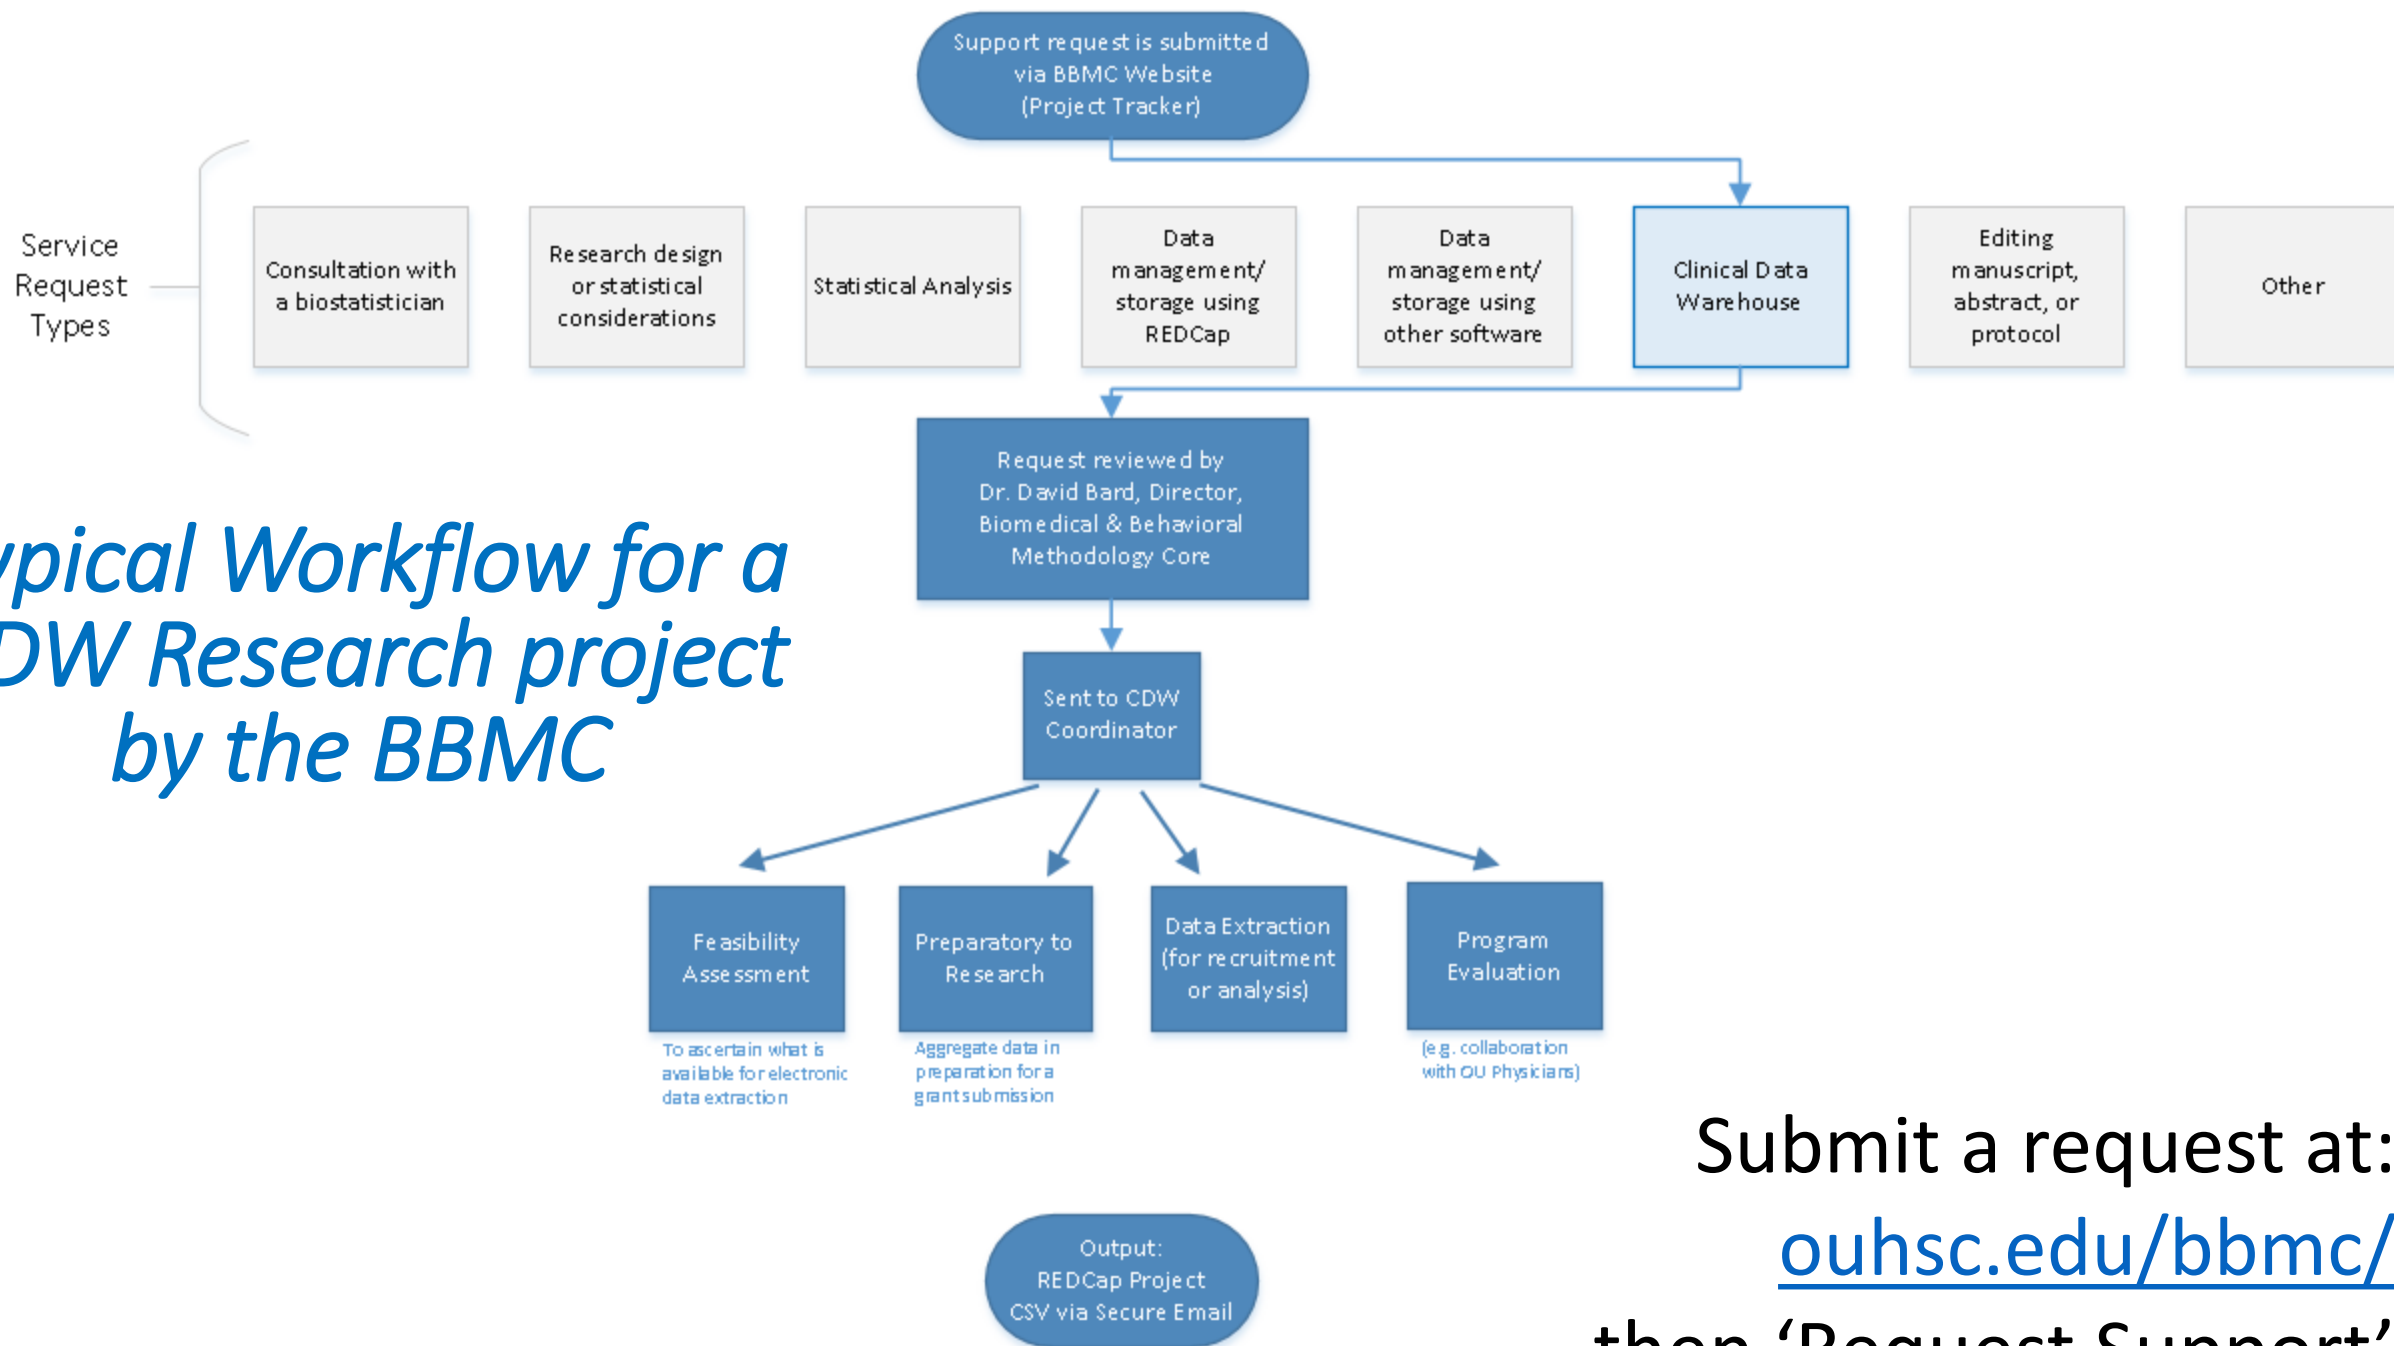 Support request is submitted
via BBMC Website
(Project Tracker)
Service
Request
Types
Consultation with
a biostatistician
Research design
or statistical
considerations
Statistical Analysis
Data
management/
storage using
REDCap
Data
management/
storage using
other software
Clinical Data
Warehouse
Editing
manuscript,
abstract, or
protocol
Other
Request reviewed by
Dr. David Bard, Director,
Biomedical & Behavioral
Methodology Core
ypical Workflow for a
DW Research project
by the BBMC
Sent to CDW
Coordinator
Feasibility
Assessment
To ascertain what is
available for electronic
data extraction
Preparatory to
Research
Aggregate data in
preparation for a
grant submission
Data Extraction
(for recruitment
or analysis)
Program
Evaluation
(e.g. collaboration
with OU Physicians)
Submit a request at:
ouhsc.edu/bbmc/
then ‘Request Support’
Output:
REDCap Project
CSV via Secure Email